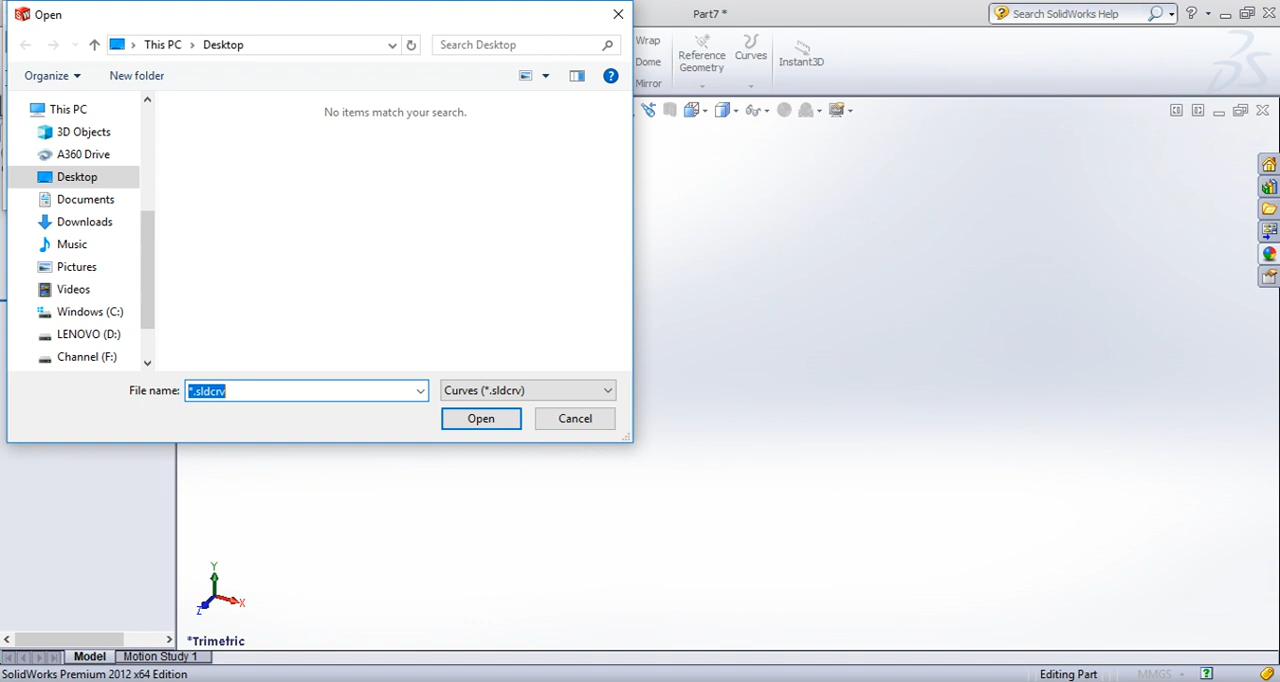 Open
This PC > Desktop
Search Desktop
Organize
New folder
This PC
3D Objects
A360 Drive
Desktop
Documents
Downloads
Music
Pictures
Videos
Windows (C:)
LENOVO (D:)
Channel (F:)
No items match your search.
File name:
*.sldcrv
Curves (*.sldcrv)
Open
Cancel
Part7 *
Search SolidWorks Help
Wrap
Dome
Mirror
Reference
Geometry
Curves
Instant3D
Y
X
Z
*Trimetric
Model
Motion Study 1
SolidWorks Premium 2012 x64 Edition
Editing Part
MMGS